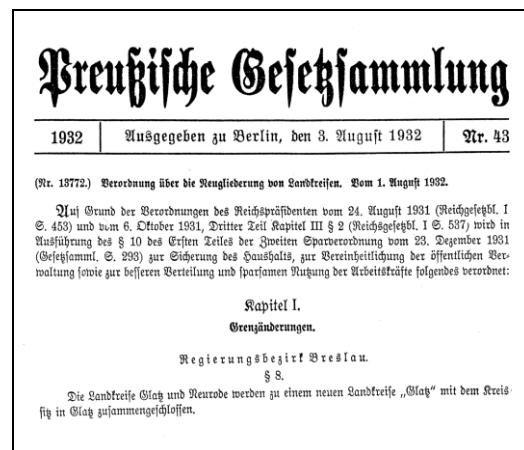 Preußische Gesetzsammlung
1932 Ausgegeben zu Berlin, den 3. August 1932 Nr. 43
(Nr. 13772.) Verordnung über die Neugliederung von Landkreisen. Vom 1. August 1932.
Auf Grund der Verordnungen des Reichspräsidenten vom 24. August 1931 (Reichgesetzbl. I
S. 453) und vom 6. Oktober 1931, Dritter Teil Kapitel III § 2 (Reichsgesetzbl. I S. 537) wird in
Ausführung des § 10 des Ersten Teiles der Zweiten Sparverordnung vom 23. Dezember 1931
(Gesetzsamml. S. 293) zur Sicherung des Haushalts, zur Vereinheitlichung der öffentlichen Ver-
waltung sowie zur besseren Verteilung und sparsamen Nutzung der Arbeitskräfte folgendes verordnet:
Kapitel I.
Grenzänderungen.
Regierungsbezirk Breslau.
§ 8.
Die Landkreise Glatz und Neurode werden zu einem neuen Landkreise „Glatz" mit dem Kreis-
sitz in Glatz zusammengeschlossen.